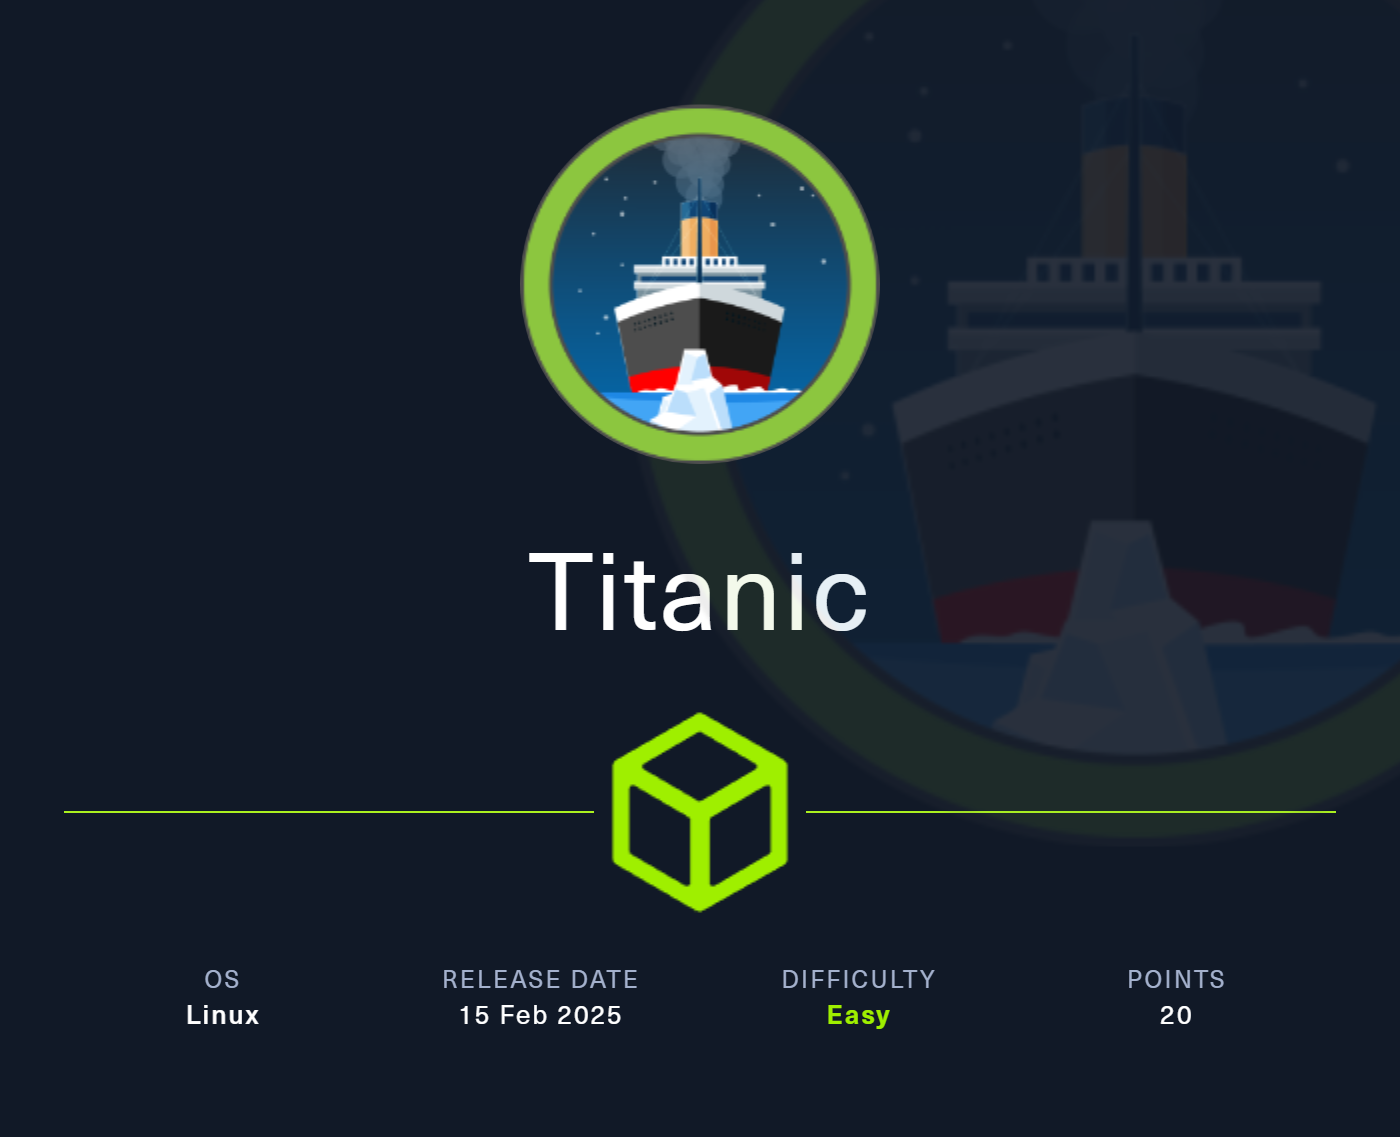 Titanic
OS
Linux
RELEASE DATE
15 Feb 2025
DIFFICULTY
Easy
POINTS
20